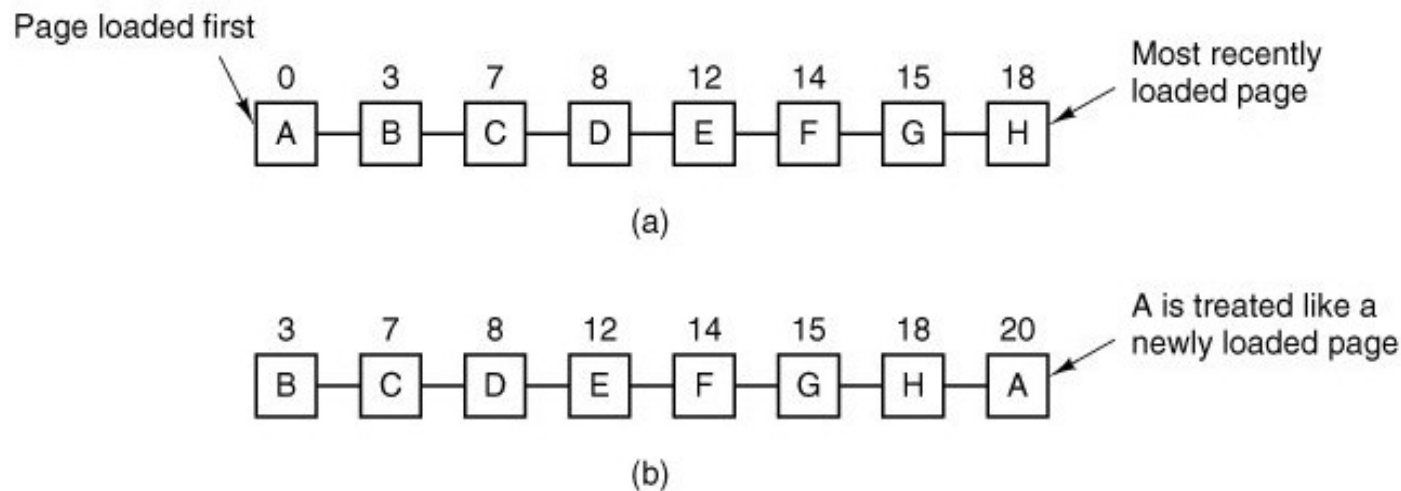 Page loaded first
0 3 7 8 12 14 15 18
A B C D E F G H
Most recently
loaded page
(a)
3 7 8 12 14 15 18 20
B C D E F G H A
A is treated like a
newly loaded page
(b)